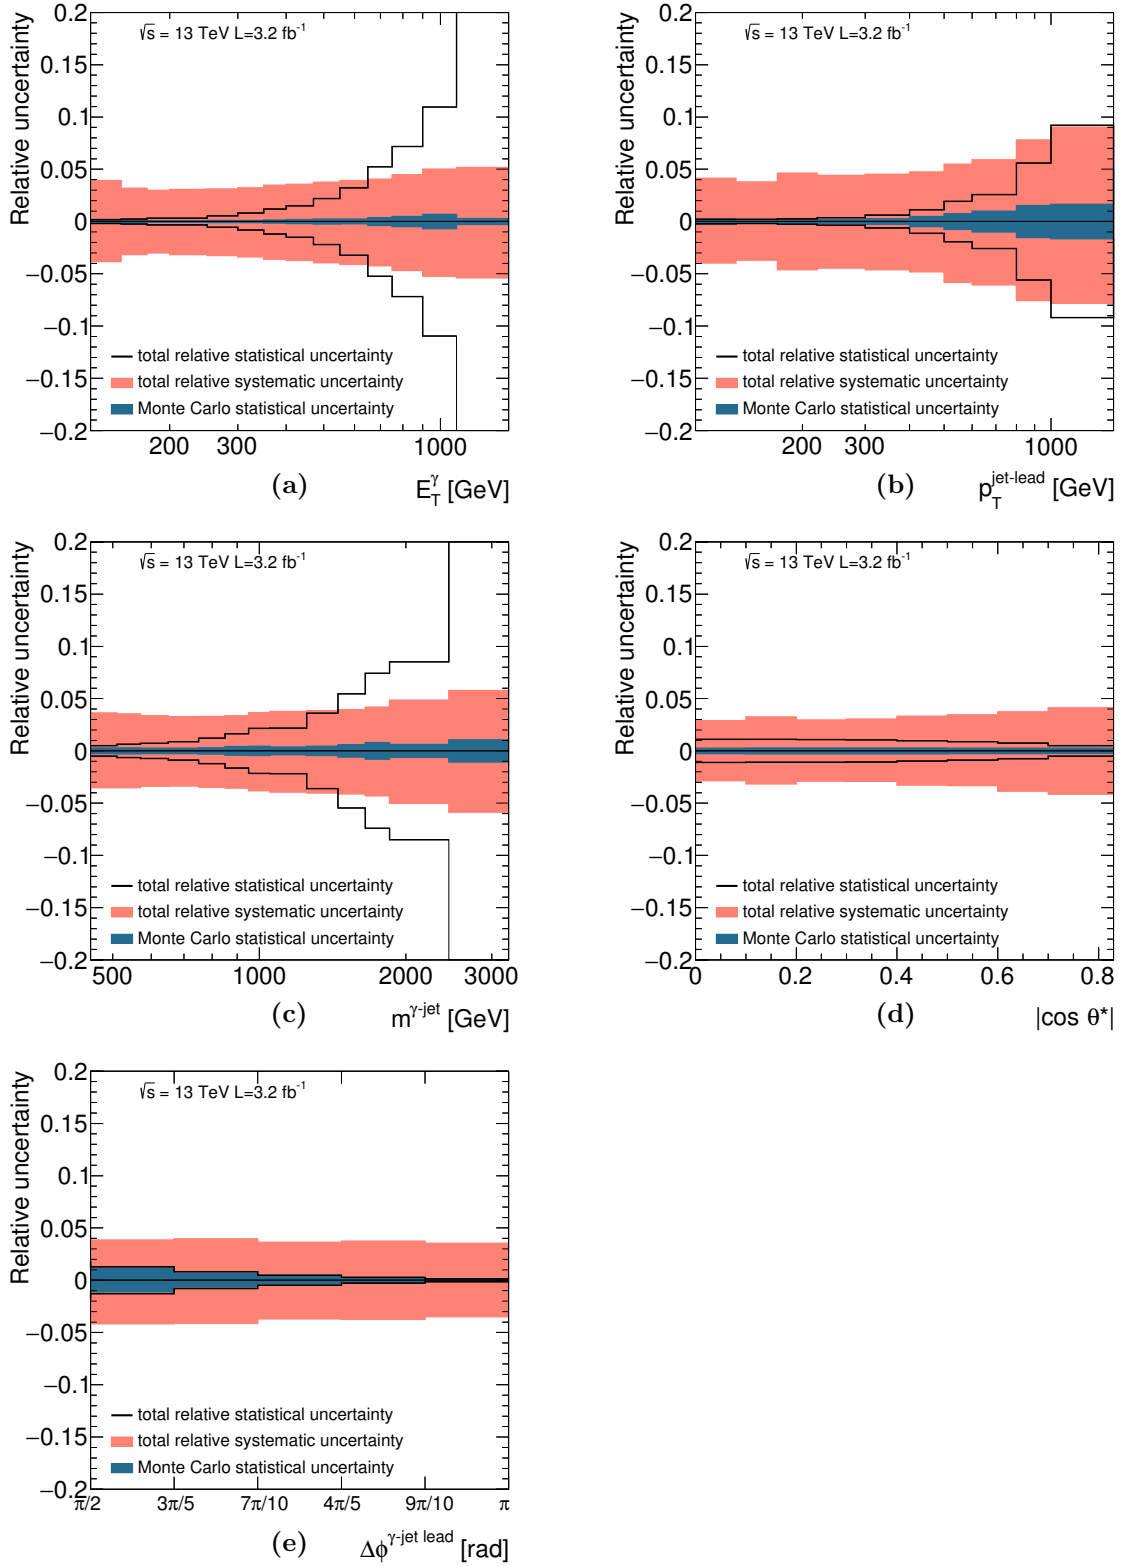 Relative uncertainty
√s = 13 TeV L=3.2 fb⁻¹
0.2
0.15
0.1
0.05
0
−0.05
−0.1
−0.15
−0.2
total relative statistical uncertainty
total relative systematic uncertainty
Monte Carlo statistical uncertainty
200 300 1000
(a)
E_T^γ [GeV]
Relative uncertainty
√s = 13 TeV L=3.2 fb⁻¹
0.2
0.15
0.1
0.05
0
−0.05
−0.1
−0.15
−0.2
total relative statistical uncertainty
total relative systematic uncertainty
Monte Carlo statistical uncertainty
200 300 1000
(b)
p_T^jet-lead [GeV]
Relative uncertainty
√s = 13 TeV L=3.2 fb⁻¹
0.2
0.15
0.1
0.05
0
−0.05
−0.1
−0.15
−0.2
total relative statistical uncertainty
total relative systematic uncertainty
Monte Carlo statistical uncertainty
500 1000 2000 3000
(c)
m^γ-jet [GeV]
Relative uncertainty
√s = 13 TeV L=3.2 fb⁻¹
0.2
0.15
0.1
0.05
0
−0.05
−0.1
−0.15
−0.2
total relative statistical uncertainty
total relative systematic uncertainty
Monte Carlo statistical uncertainty
0 0.2 0.4 0.6 0.8
(d)
|cos θ*|
Relative uncertainty
√s = 13 TeV L=3.2 fb⁻¹
0.2
0.15
0.1
0.05
0
−0.05
−0.1
−0.15
−0.2
total relative statistical uncertainty
total relative systematic uncertainty
Monte Carlo statistical uncertainty
π/2 3π/5 7π/10 4π/5 9π/10 π
(e)
Δϕ^γ-jet lead [rad]